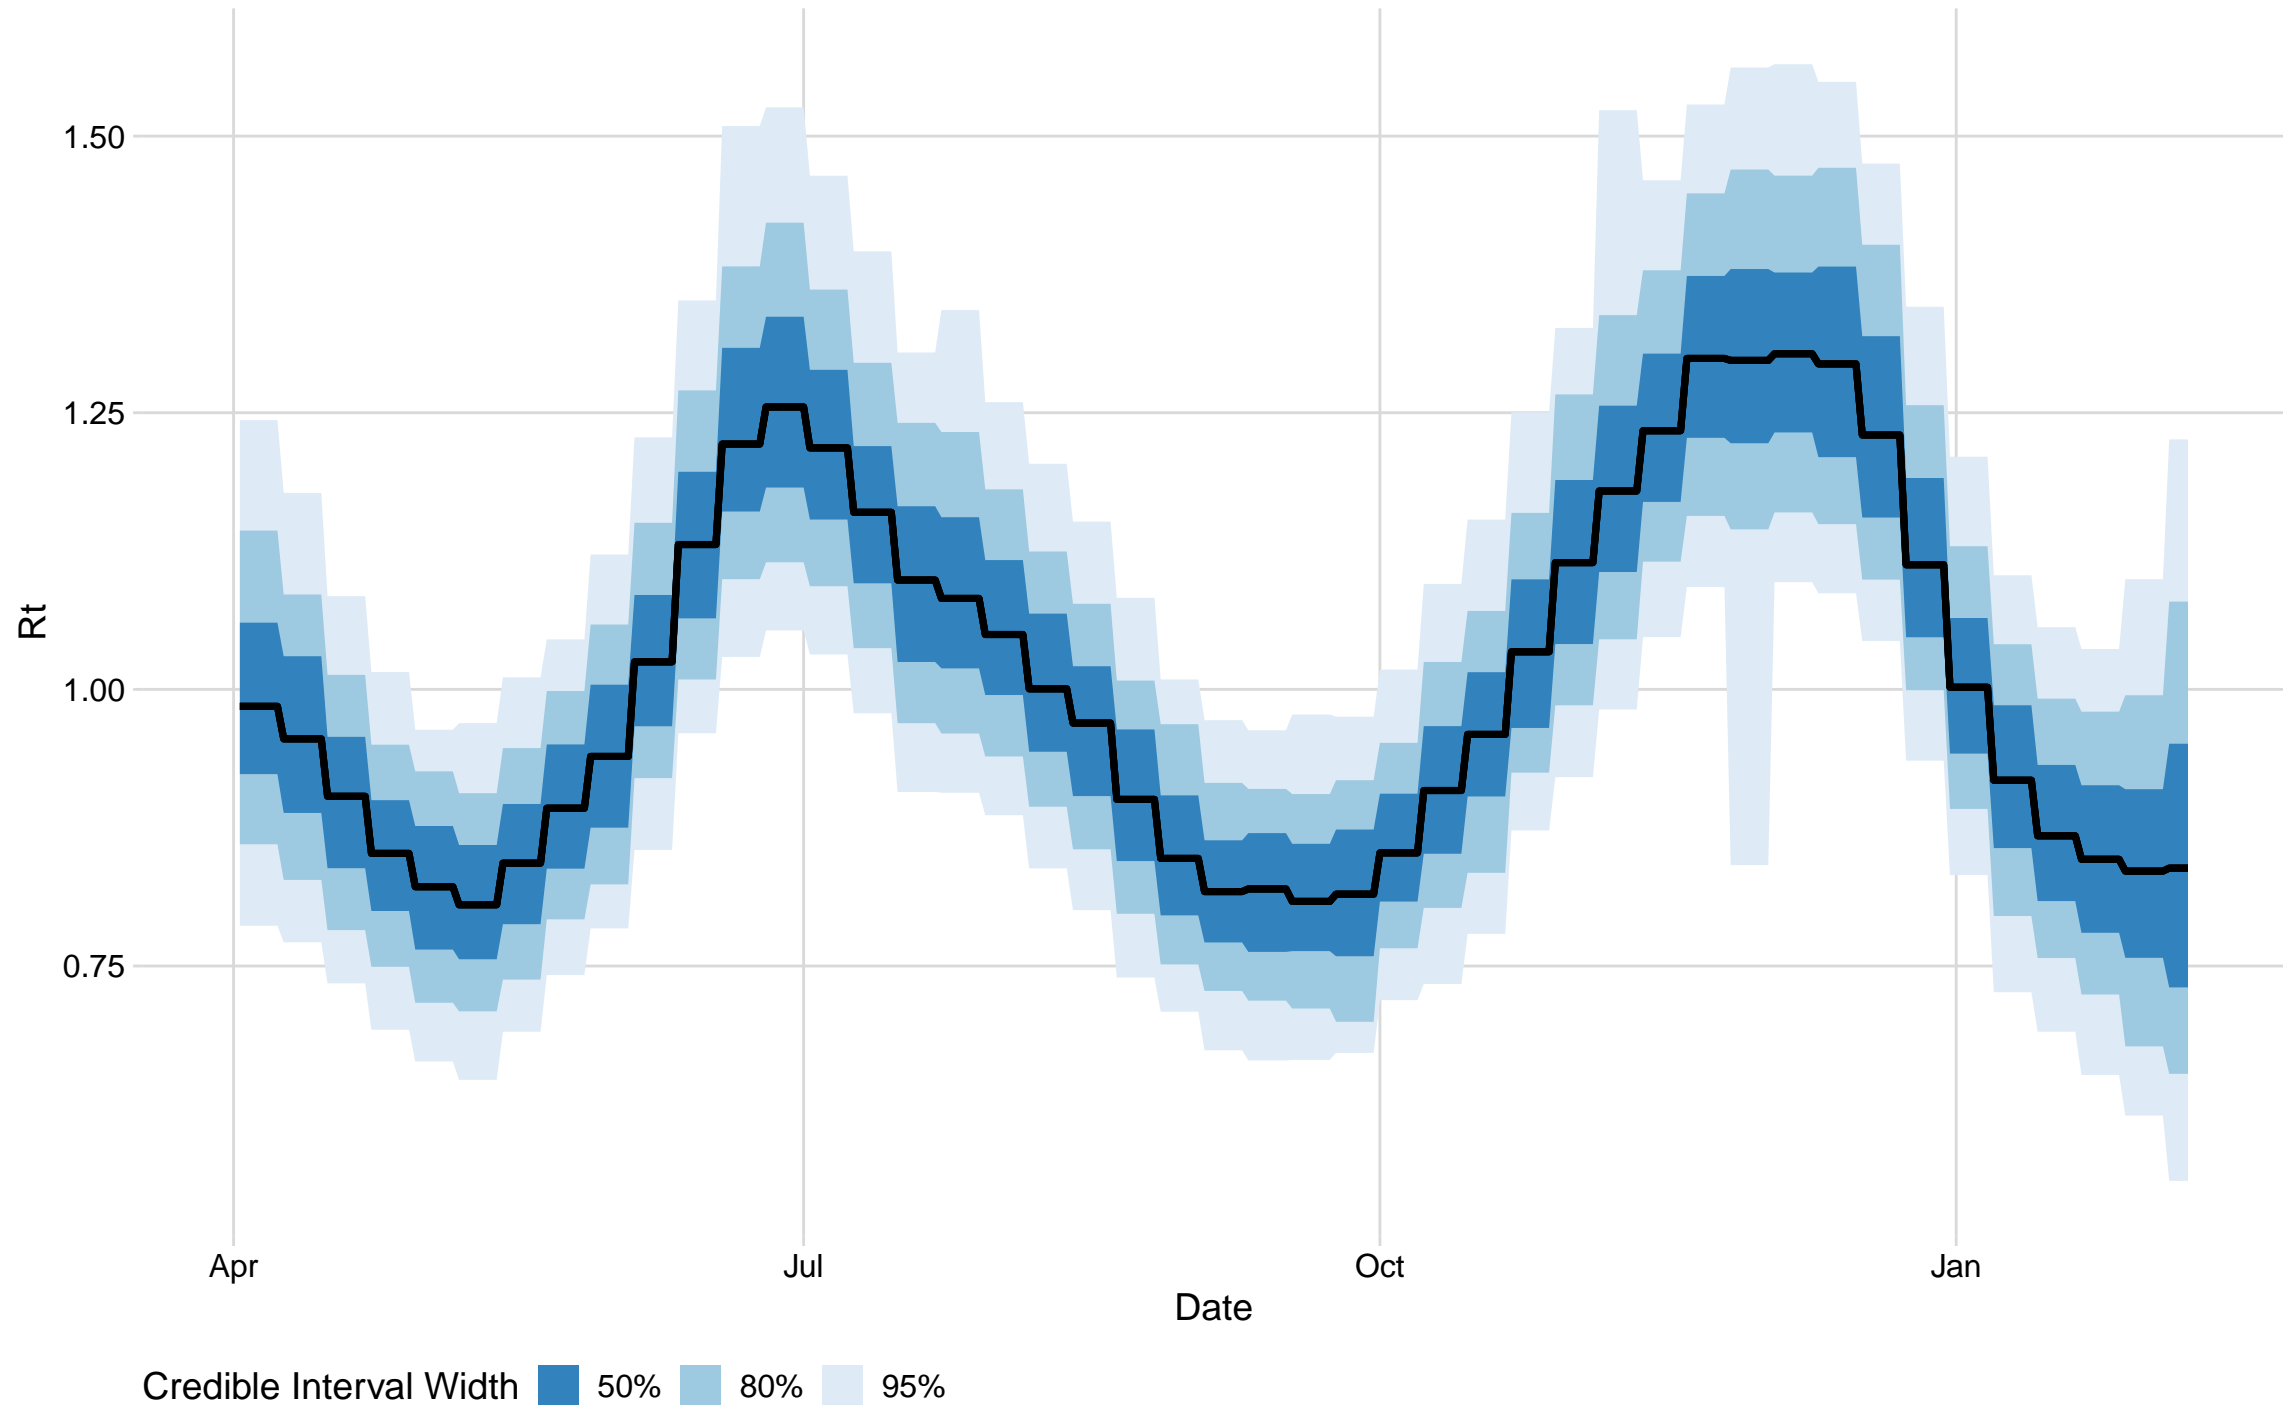 Rt
1.50
1.25
1.00
0.75
Apr Jul Oct Jan
Date
Credible Interval Width 50% 80% 95%